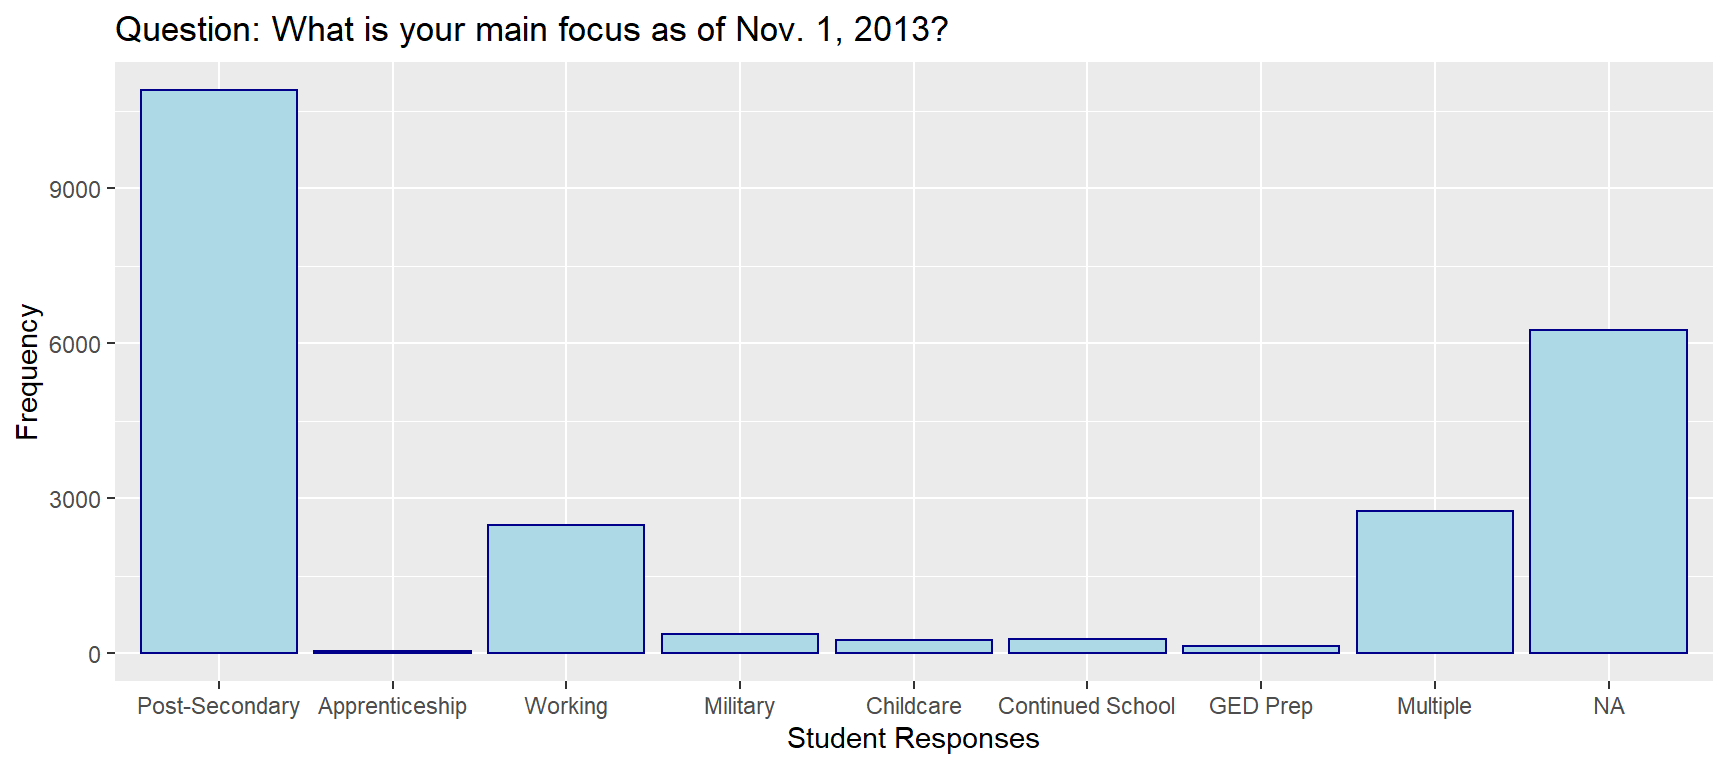 Question: What is your main focus as of Nov. 1, 2013?
Frequency
9000
6000
3000
0
Post-Secondary Apprenticeship Working Military Childcare Continued School GED Prep Multiple NA
Student Responses